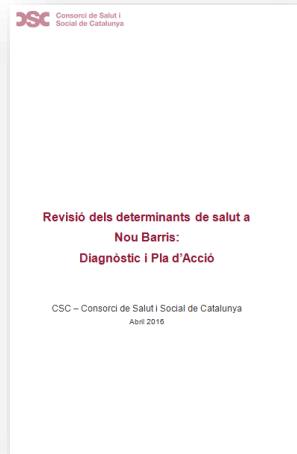 CSC Consorci de Salut i
Social de Catalunya
Revisió dels determinants de salut a
Nou Barris:
Diagnòstic i Pla d'Acció
CSC – Consorci de Salut i Social de Catalunya
Abril 2016